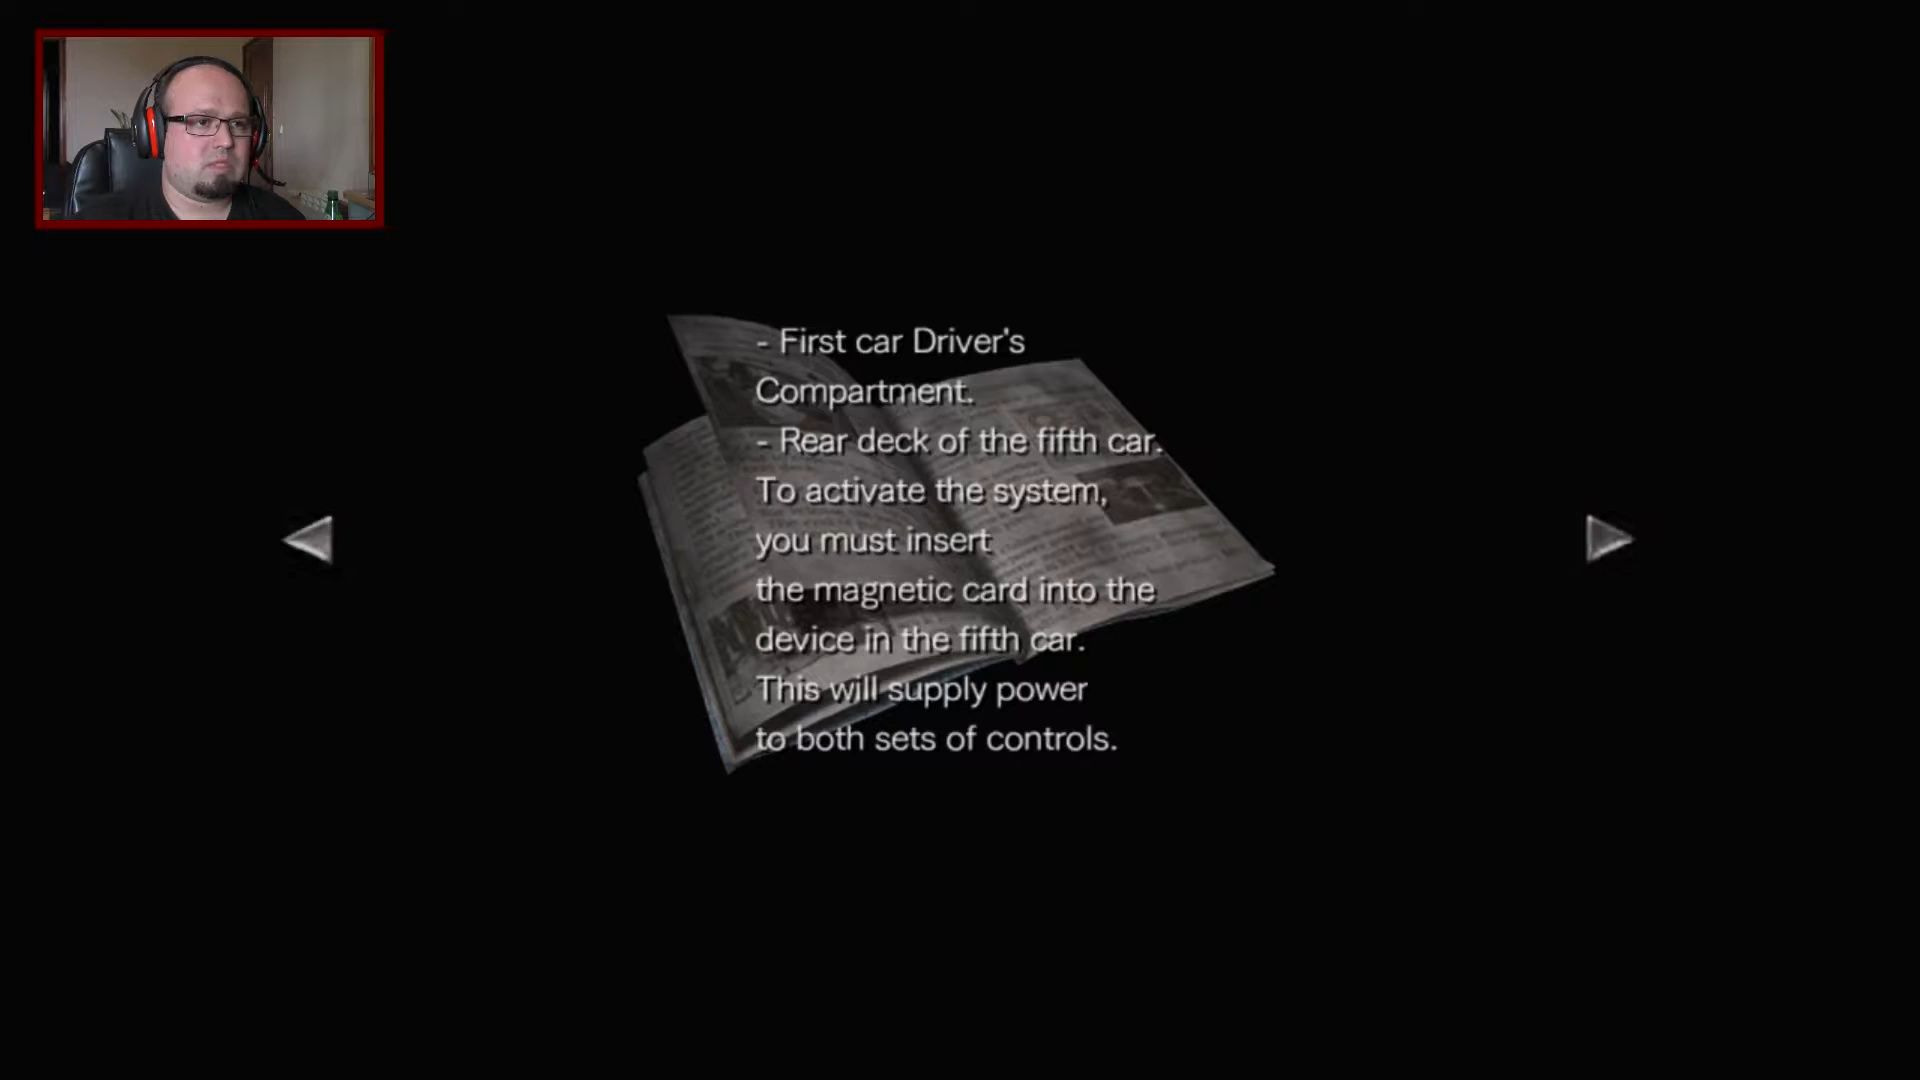 - First car Driver's
Compartment.
- Rear deck of the fifth car.
To activate the system,
you must insert
the magnetic card into the
device in the fifth car.
This will supply power
to both sets of controls.